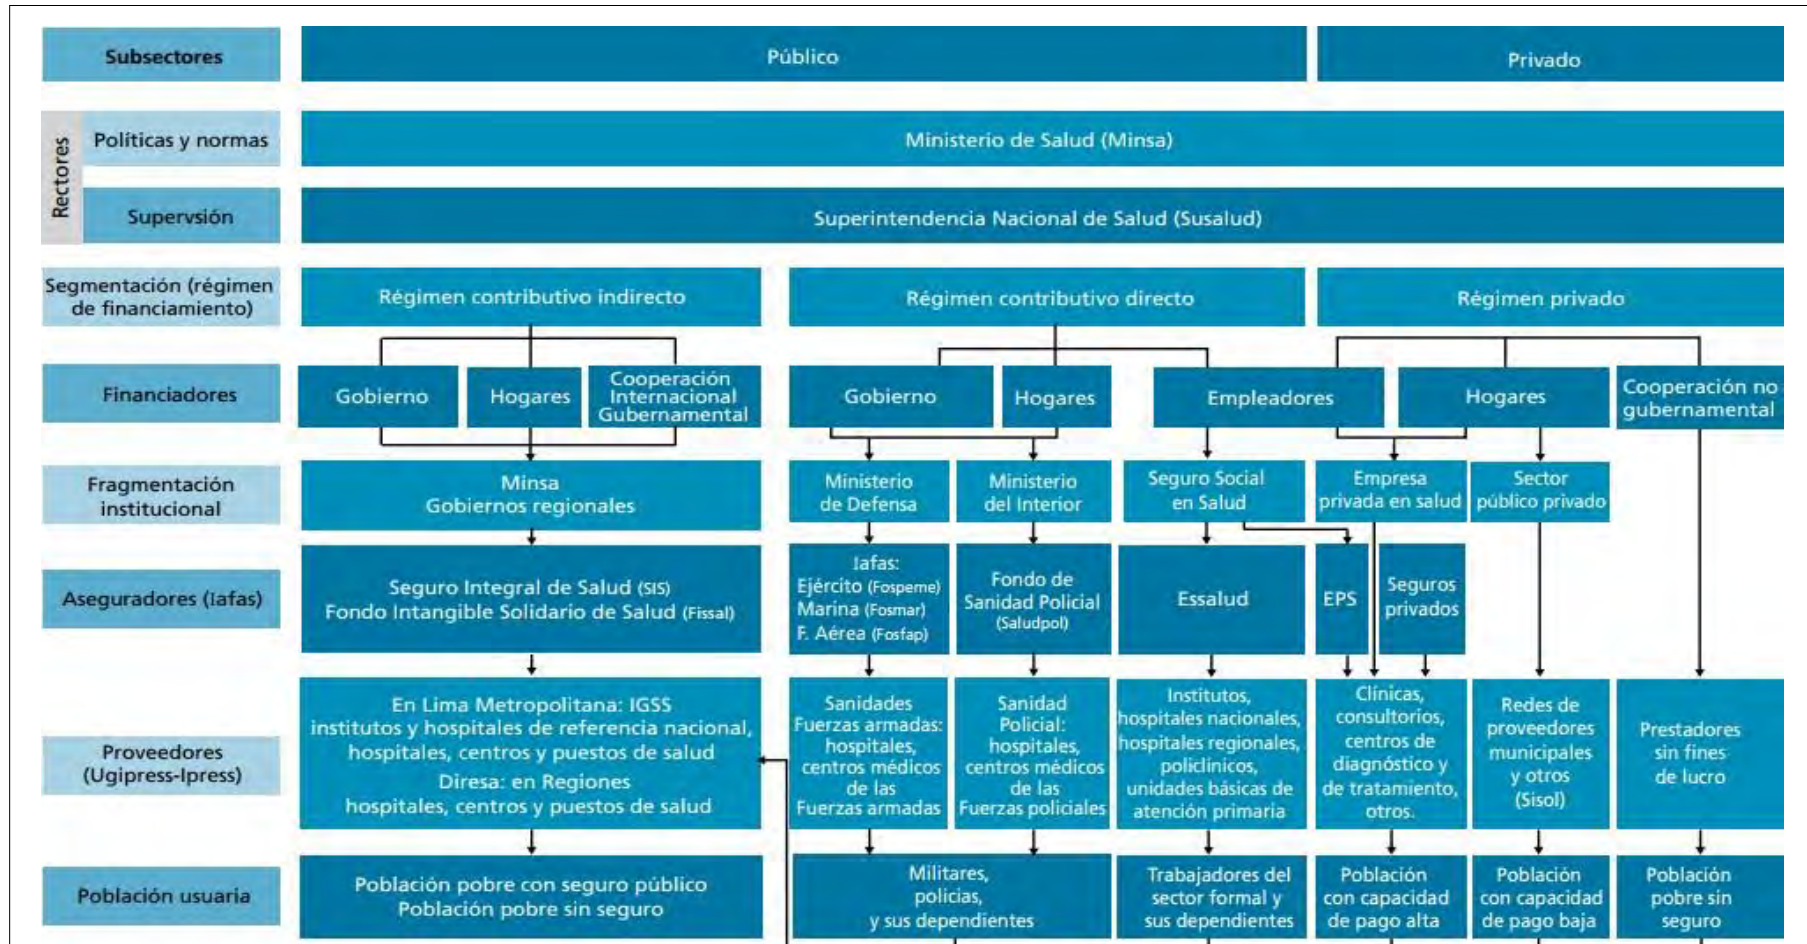 Subsectores
Público
Privado
Rectores
Políticas y normas
Ministerio de Salud (Minsa)
Supervsión
Superintendencia Nacional de Salud (Susalud)
Segmentación (régimen
de financiamiento)
Régimen contributivo indirecto
Régimen contributivo directo
Régimen privado
Financiadores
Gobierno
Hogares
Cooperación
Internacional
Gubernamental
Gobierno
Hogares
Empleadores
Hogares
Cooperación no
gubernamental
Fragmentación
institucional
Minsa
Gobiernos regionales
Ministerio
de Defensa
Ministerio
del Interior
Seguro Social
en Salud
Empresa
privada en salud
Sector
público privado
Aseguradores (Iafas)
Seguro Integral de Salud (SIS)
Fondo Intangible Solidario de Salud (Fissal)
Iafas:
Ejército (Fospeme)
Marina (Fosmar)
F. Aérea (Fosfap)
Fondo de
Sanidad Policial
(Saludpol)
Essalud
EPS
Seguros
privados
Proveedores
(Ugipress-Ipress)
En Lima Metropolitana: IGSS
institutos y hospitales de referencia nacional,
hospitales, centros y puestos de salud
Diresa: en Regiones
hospitales, centros y puestos de salud
Sanidades
Fuerzas armadas:
hospitales,
centros médicos
de las
Fuerzas armadas
Sanidad
Policial:
hospitales,
centros médicos
de las
Fuerzas policiales
Institutos,
hospitales nacionales,
hospitales regionales,
policlínicos,
unidades básicas de
atención primaria
Clínicas,
consultorios,
centros de
diagnóstico y
de tratamiento,
otros.
Redes de
proveedores
municipales
y otros
(Sisol)
Prestadores
sin fines
de lucro
Población usuaria
Población pobre con seguro público
Población pobre sin seguro
Militares,
policias,
y sus dependientes
Trabajadores del
sector formal y
sus dependientes
Población
con capacidad
de pago alta
Población
con capacidad
de pago baja
Población
pobre sin
seguro